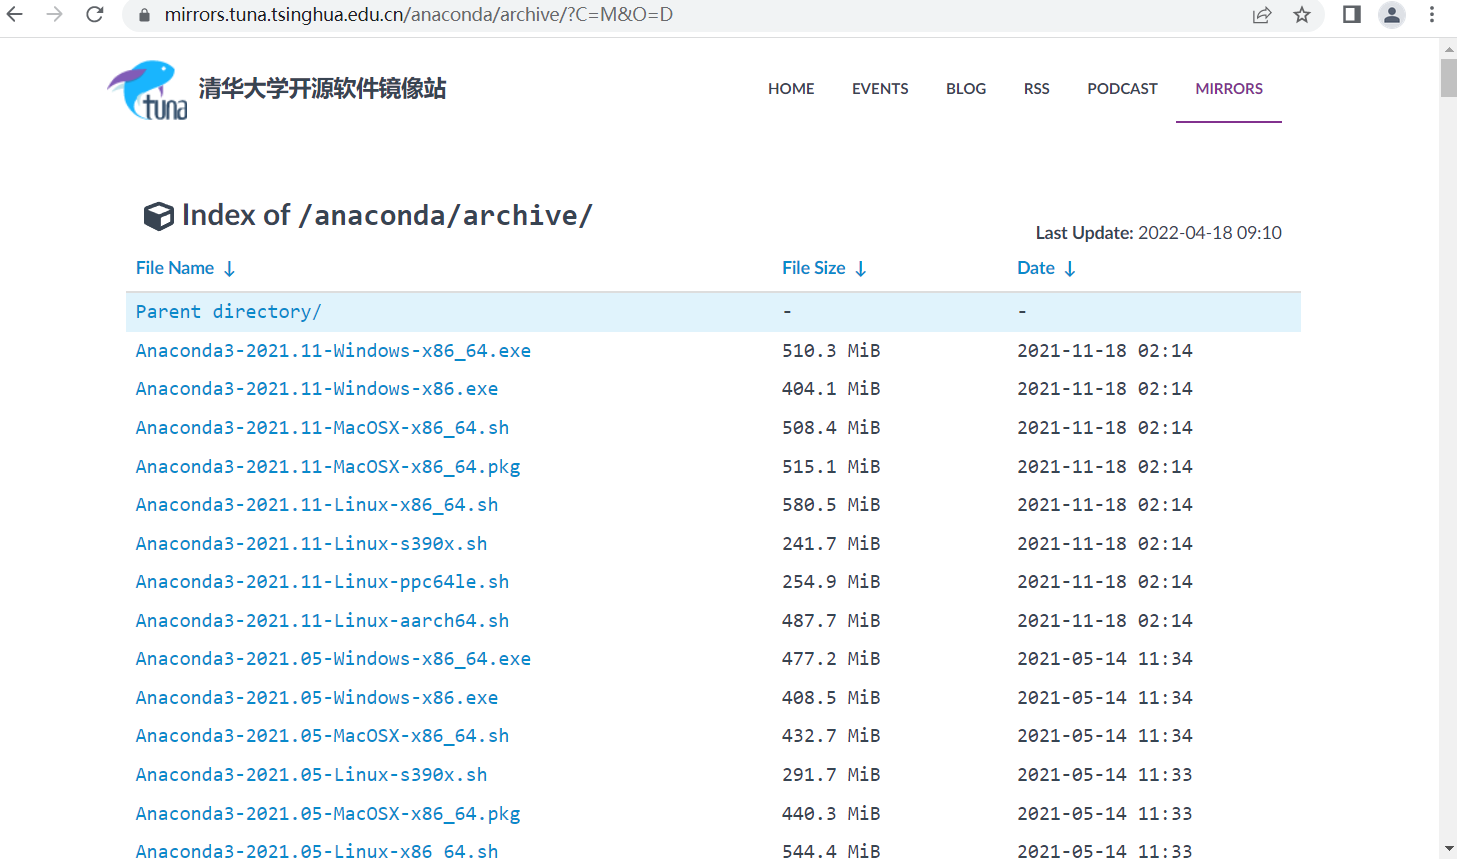 mirrors.tuna.tsinghua.edu.cn/anaconda/archive/?C=M&O=D
tuna
清华大学开源软件镜像站
HOME EVENTS BLOG RSS PODCAST MIRRORS
Index of /anaconda/archive/
Last Update: 2022-04-18 09:10
File Name ↓ File Size ↓ Date ↓
Parent directory/ - -
Anaconda3-2021.11-Windows-x86_64.exe 510.3 MiB 2021-11-18 02:14
Anaconda3-2021.11-Windows-x86.exe 404.1 MiB 2021-11-18 02:14
Anaconda3-2021.11-MacOSX-x86_64.sh 508.4 MiB 2021-11-18 02:14
Anaconda3-2021.11-MacOSX-x86_64.pkg 515.1 MiB 2021-11-18 02:14
Anaconda3-2021.11-Linux-x86_64.sh 580.5 MiB 2021-11-18 02:14
Anaconda3-2021.11-Linux-s390x.sh 241.7 MiB 2021-11-18 02:14
Anaconda3-2021.11-Linux-ppc64le.sh 254.9 MiB 2021-11-18 02:14
Anaconda3-2021.11-Linux-aarch64.sh 487.7 MiB 2021-11-18 02:14
Anaconda3-2021.05-Windows-x86_64.exe 477.2 MiB 2021-05-14 11:34
Anaconda3-2021.05-Windows-x86.exe 408.5 MiB 2021-05-14 11:34
Anaconda3-2021.05-MacOSX-x86_64.sh 432.7 MiB 2021-05-14 11:34
Anaconda3-2021.05-Linux-s390x.sh 291.7 MiB 2021-05-14 11:33
Anaconda3-2021.05-MacOSX-x86_64.pkg 440.3 MiB 2021-05-14 11:33
Anaconda3-2021.05-Linux-x86_64.sh 544.4 MiB 2021-05-14 11:33